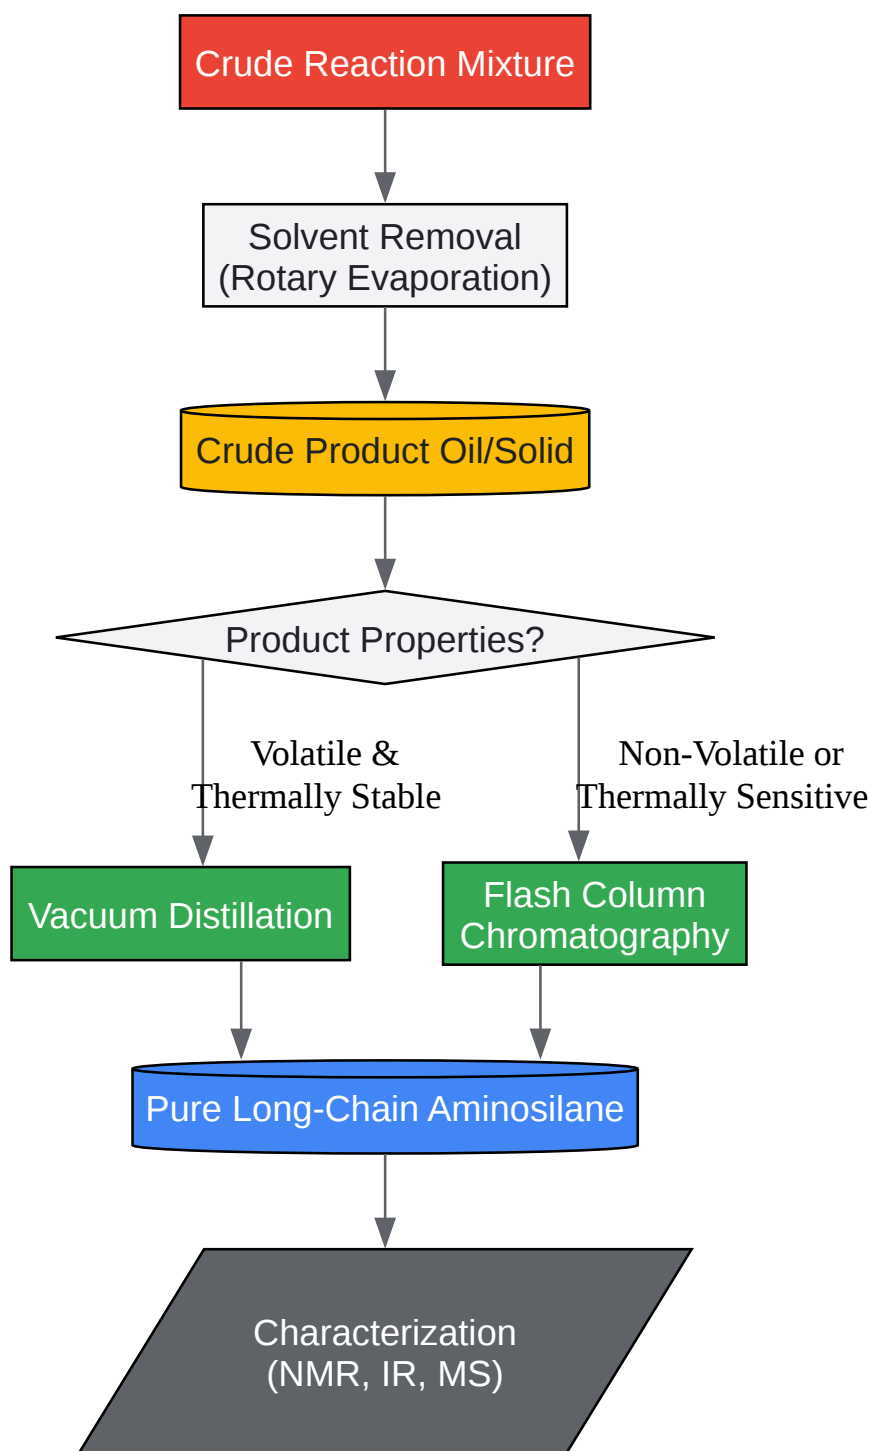 Crude Reaction Mixture
Solvent Removal
(Rotary Evaporation)
Crude Product Oil/Solid
Product Properties?
Volatile &
Thermally Stable
Non-Volatile or
Thermally Sensitive
Vacuum Distillation
Flash Column
Chromatography
Pure Long-Chain Aminosilane
Characterization
(NMR, IR, MS)